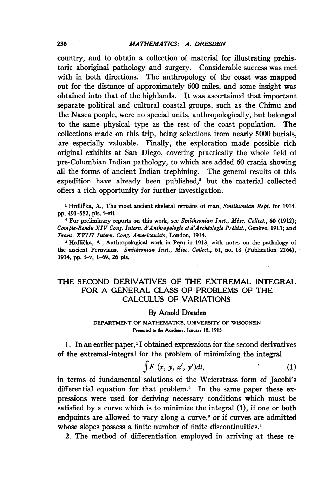 238 MATHEMATICS: A. DRESDEN
country, and to obtain a collection of material for illustrating prehis-
toric aboriginal pathology and surgery. Considerable success was met
with in both directions. The anthropology of the coast was mapped
out for the distance of approximately 600 miles, and some insight was
obtained into that of the highlands. It was ascertained that important
separate political and cultural coastal groups, such as the Chimu and
the Nasca people, were no special units, anthropologically, but belonged
to the same physical type as the rest of the coast population. The
collections made on this trip, being selections from nearly 5000 burials,
are especially valuable. Finally, the exploration made possible rich
original exhibits at San Diego, covering practically the whole field of
pre-Columbian Indian pathology, to which are added 60 crania showing
all the forms of ancient Indian trephining. The general results of this
expedition have already been published,³ but the material collected
offers a rich opportunity for further investigation.
¹ Hrdlička, A., The most ancient skeletal remains of man, Smithsonian Rept. for 1914,
pp. 491-552, pls.
² For preliminary reports on this work, see Smithsonian Inst., Misc. Collect., 60 (1912);
Compte-Rendu XIV Cong. Intern. d'Anthropologie et d'Archéologie Préhist., Geneva, 1913; and
Trans. XVIII Intern. Cong. Americanists, London, 1914.
³ Hrdlička, A., Anthropological work in Peru in 1913, with notes on the pathology of
the ancient Peruvians. Smithsonian Inst., Misc. Collect., 61, no. 18 (Publication 2264),
1914, pp. i-v, 1-69, 26 pls.
THE SECOND DERIVATIVES OF THE EXTREMAL INTEGRAL
FOR A GENERAL CLASS OF PROBLEMS OF THE
CALCULUS OF VARIATIONS
By Arnold Dresden
DEPARTMENT OF MATHEMATICS, UNIVERSITY OF WISCONSIN
Presented to the Academy, January 18, 1915
1. In an earlier paper,¹ I obtained expressions for the second derivatives
of the extremal-integral for the problem of minimizing the integral
∫F (x, y, x′, y′)dt, (1)
in terms of fundamental solutions of the Weierstrass form of Jacobi's
differential equation for that problem.² In the same paper these ex-
pressions were used for deriving necessary conditions which must be
satisfied by a curve which is to minimize the integral (1), if one or both
endpoints are allowed to vary along a curve,³ or if curves are admitted
whose slopes possess a finite number of finite discontinuities.⁴
2. The method of differentiation employed in arriving at these re-